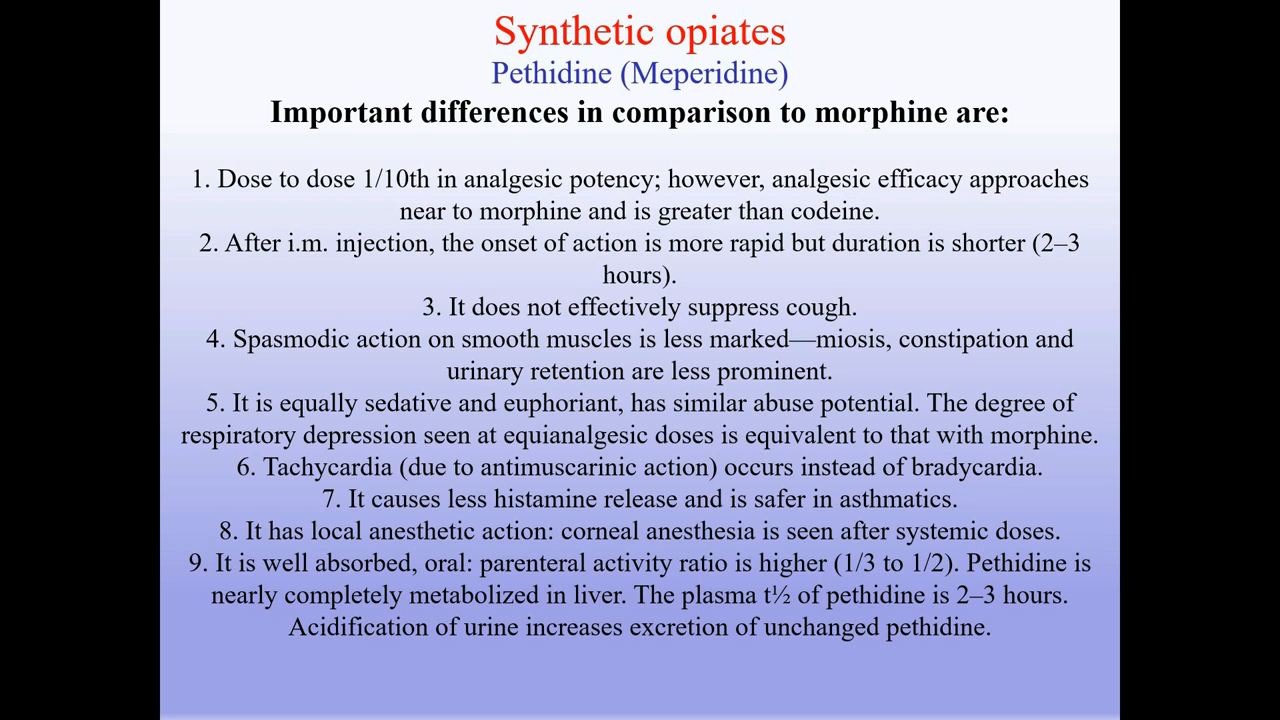 Synthetic opiates
Pethidine (Meperidine)
Important differences in comparison to morphine are:
1. Dose to dose 1/10th in analgesic potency; however, analgesic efficacy approaches
near to morphine and is greater than codeine.
2. After i.m. injection, the onset of action is more rapid but duration is shorter (2–3
hours).
3. It does not effectively suppress cough.
4. Spasmodic action on smooth muscles is less marked—miosis, constipation and
urinary retention are less prominent.
5. It is equally sedative and euphoriant, has similar abuse potential. The degree of
respiratory depression seen at equianalgesic doses is equivalent to that with morphine.
6. Tachycardia (due to antimuscarinic action) occurs instead of bradycardia.
7. It causes less histamine release and is safer in asthmatics.
8. It has local anesthetic action: corneal anesthesia is seen after systemic doses.
9. It is well absorbed, oral: parenteral activity ratio is higher (1/3 to 1/2). Pethidine is
nearly completely metabolized in liver. The plasma t½ of pethidine is 2–3 hours.
Acidification of urine increases excretion of unchanged pethidine.